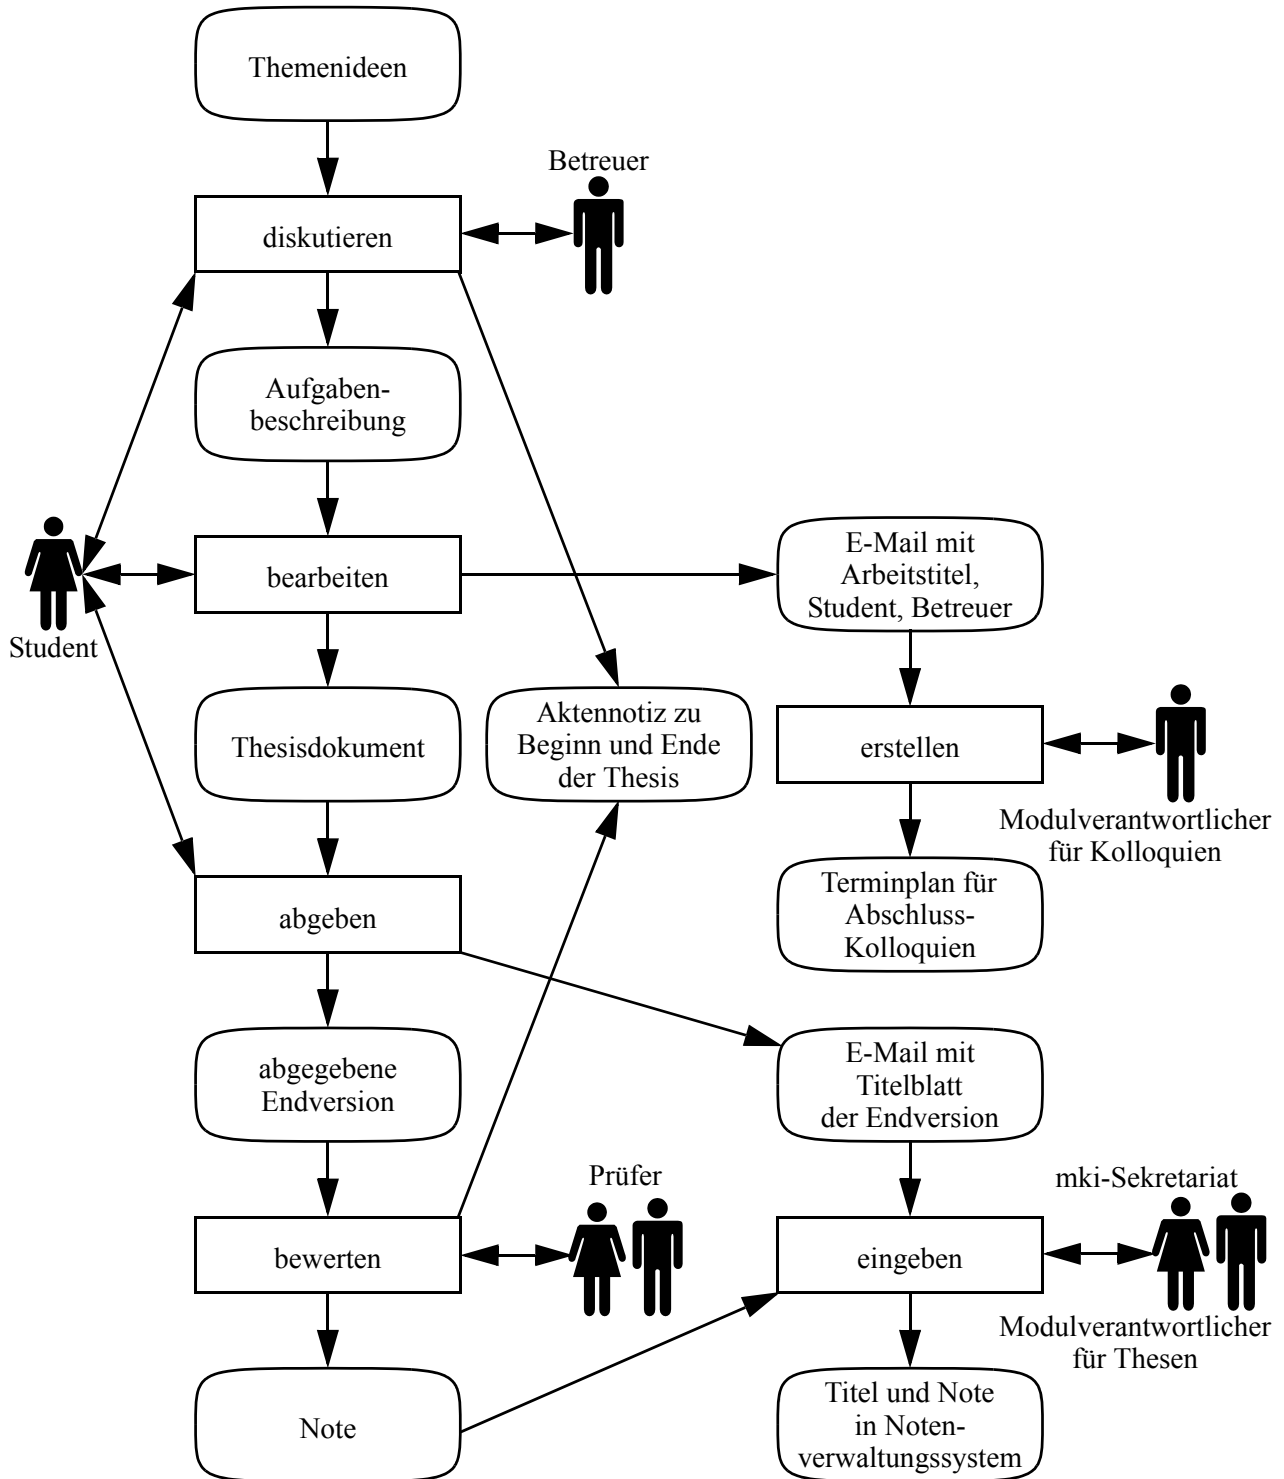 Themenideen
Betreuer
diskutieren
Aufgaben-
beschreibung
E-Mail mit
Arbeitstitel,
Student, Betreuer
bearbeiten
Student
Thesisdokument
Aktennotiz zu
Beginn und Ende
der Thesis
erstellen
Modulverantwortlicher
für Kolloquien
Terminplan für
Abschluss-
Kolloquien
abgeben
abgegebene
Endversion
E-Mail mit
Titelblatt
der Endversion
Prüfer
mki-Sekretariat
bewerten
eingeben
Modulverantwortlicher
für Thesen
Note
Titel und Note
in Noten-
verwaltungssystem